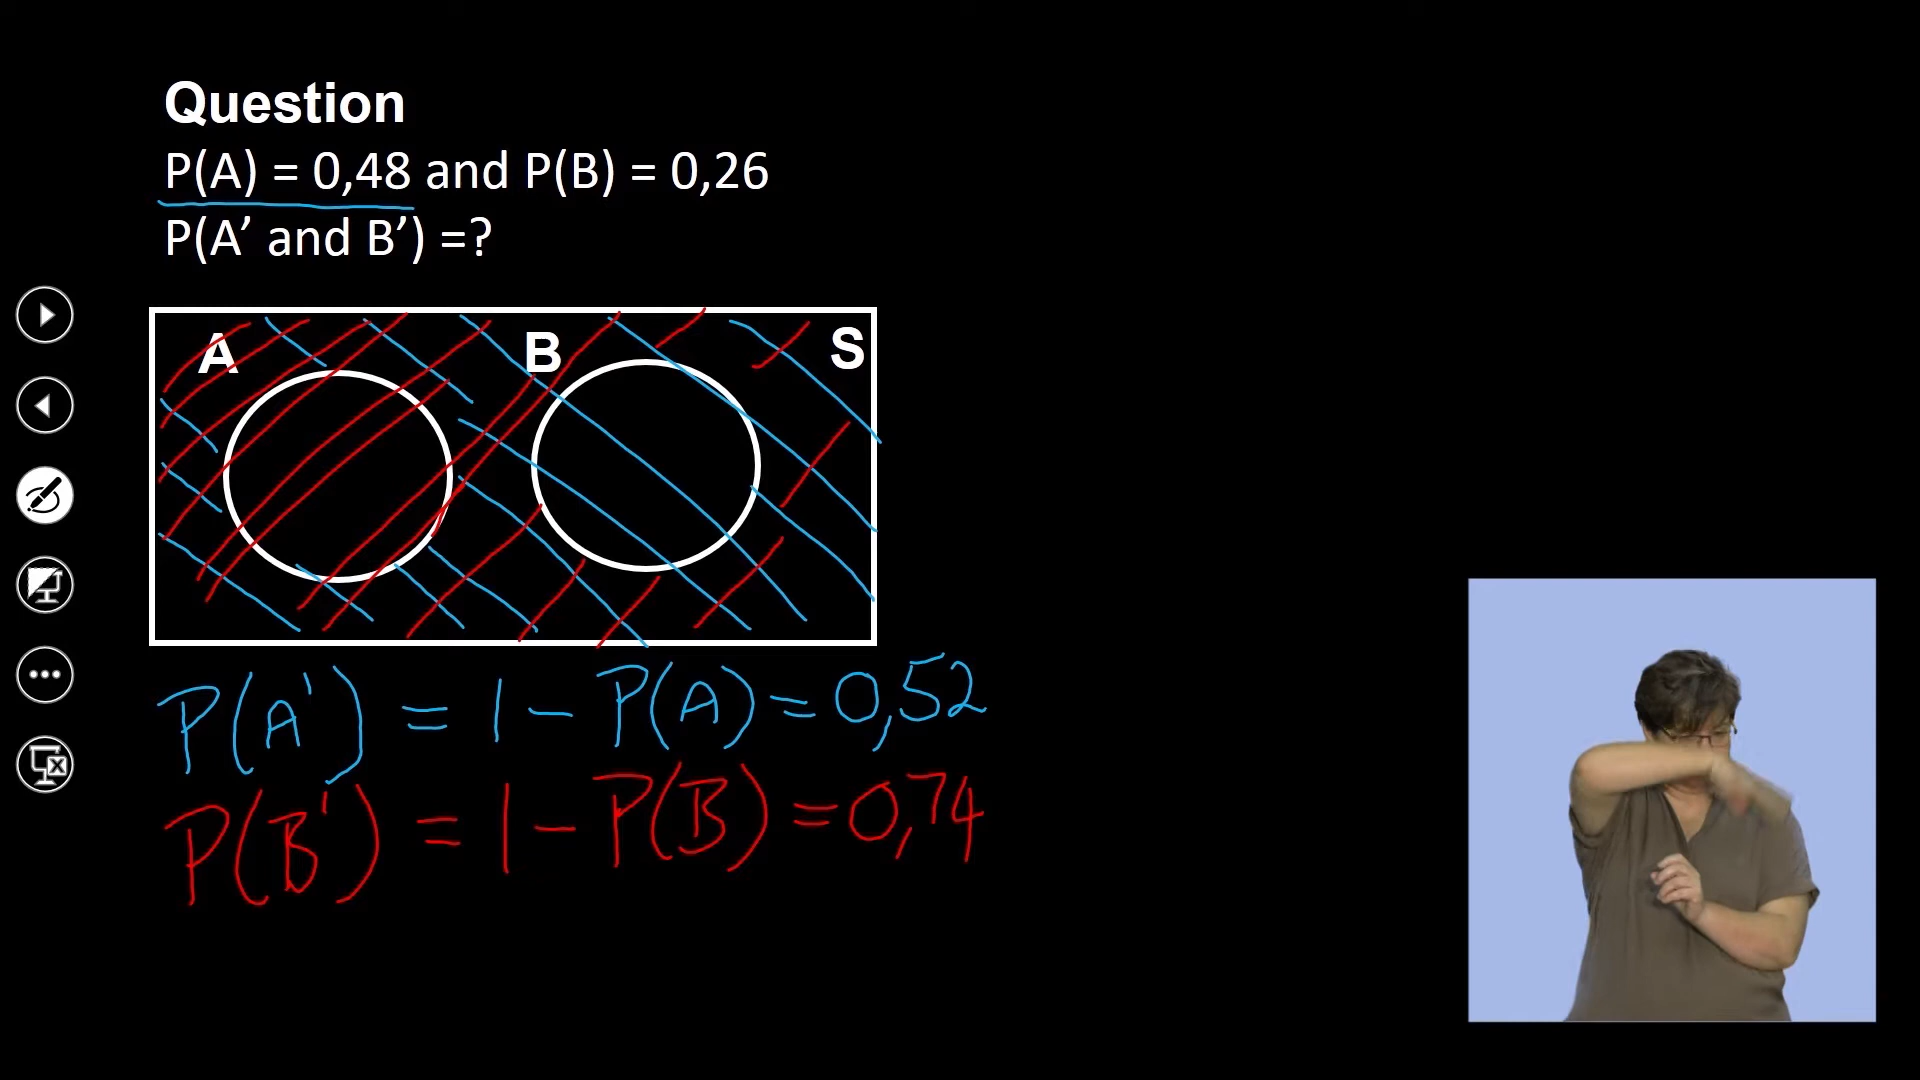 Question
P(A) = 0,48 and P(B) = 0,26
P(A’ and B’) =?
A B S
P(A') = 1 - P(A) = 0,52
P(B') = 1 - P(B) = 0,74